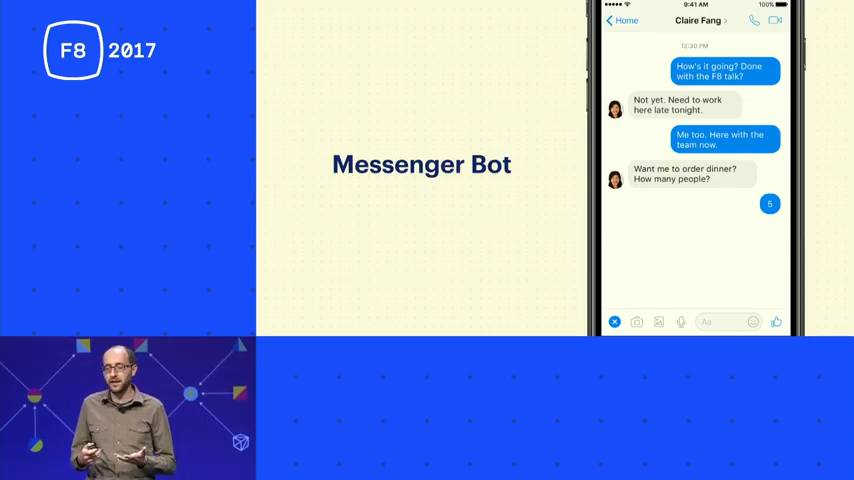 F8 2017
Messenger Bot
9:41 AM
100%
Home
Claire Fang
12:30 PM
How's it going? Done
with the F8 talk?
Not yet. Need to work
here late tonight.
Me too. Here with the
team now.
Want me to order dinner?
How many people?
5
Aa